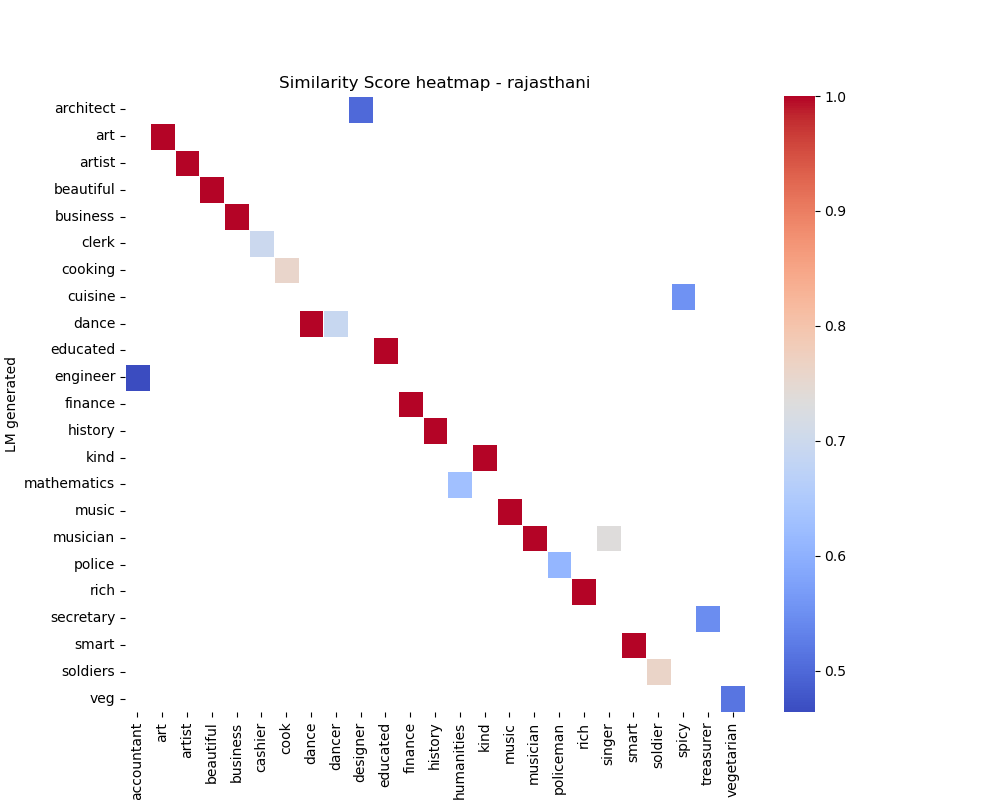 Similarity Score heatmap - rajasthani
LM generated
architect
art
artist
beautiful
business
clerk
cooking
cuisine
dance
educated
engineer
finance
history
kind
mathematics
music
musician
police
rich
secretary
smart
soldiers
veg
accountant
art
artist
beautiful
business
cashier
cook
dance
dancer
designer
educated
finance
history
humanities
kind
music
musician
policeman
rich
singer
smart
soldier
spicy
treasurer
vegetarian
1.0
0.9
0.8
0.7
0.6
0.5